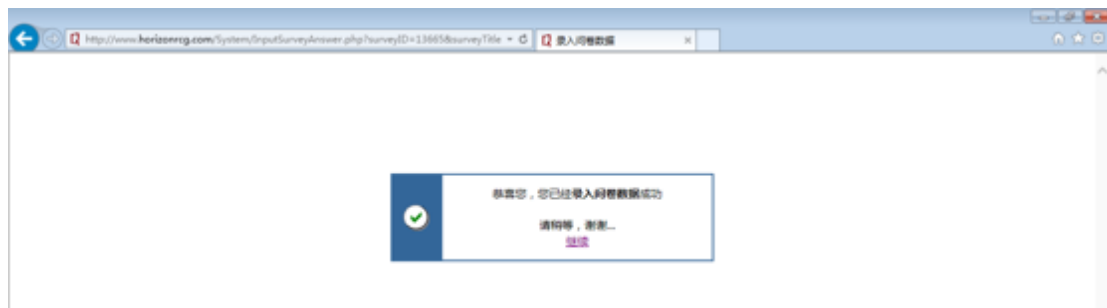 http://www.horizonrcg.com/System/InputSurveyAnswer.php?surveyID=13665&surveyTitle
录入问卷数据
恭喜您，您已经录入问卷数据成功
请稍等，谢谢...
继续